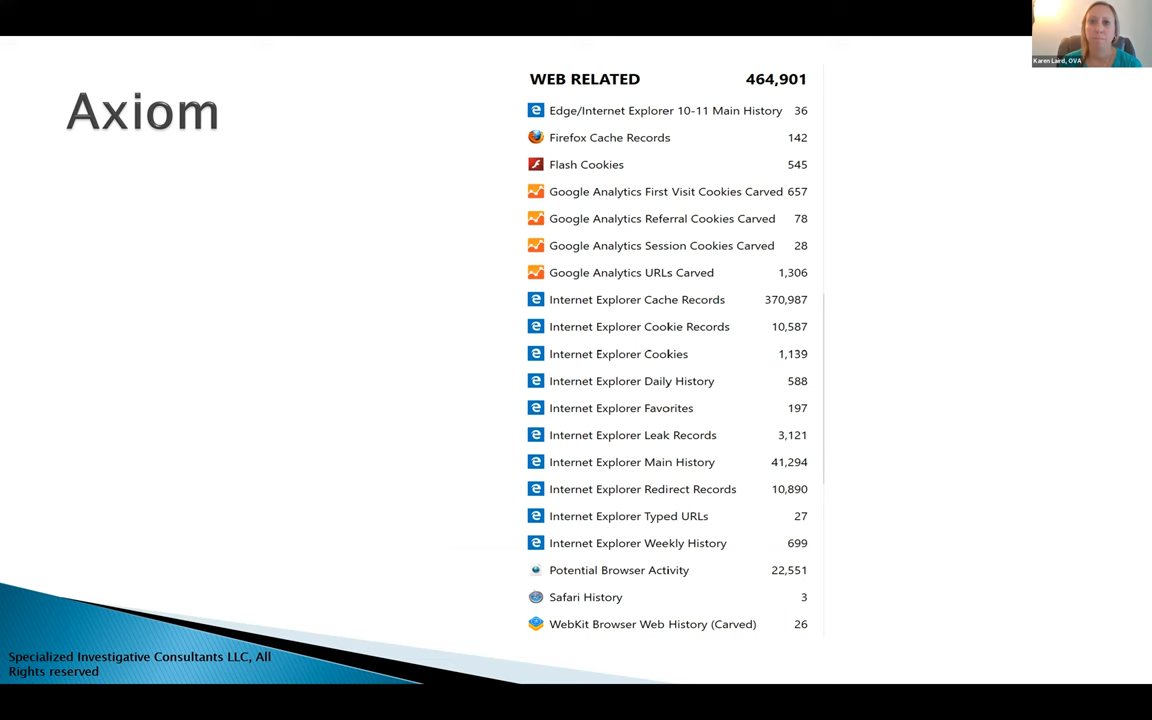 Karen Laird, OVA
Axiom
WEB RELATED 464,901
Edge/Internet Explorer 10-11 Main History 36
Firefox Cache Records 142
Flash Cookies 545
Google Analytics First Visit Cookies Carved 657
Google Analytics Referral Cookies Carved 78
Google Analytics Session Cookies Carved 28
Google Analytics URLs Carved 1,306
Internet Explorer Cache Records 370,987
Internet Explorer Cookie Records 10,587
Internet Explorer Cookies 1,139
Internet Explorer Daily History 588
Internet Explorer Favorites 197
Internet Explorer Leak Records 3,121
Internet Explorer Main History 41,294
Internet Explorer Redirect Records 10,890
Internet Explorer Typed URLs 27
Internet Explorer Weekly History 699
Potential Browser Activity 22,551
Safari History 3
WebKit Browser Web History (Carved) 26
Specialized Investigative Consultants LLC, All
Rights reserved